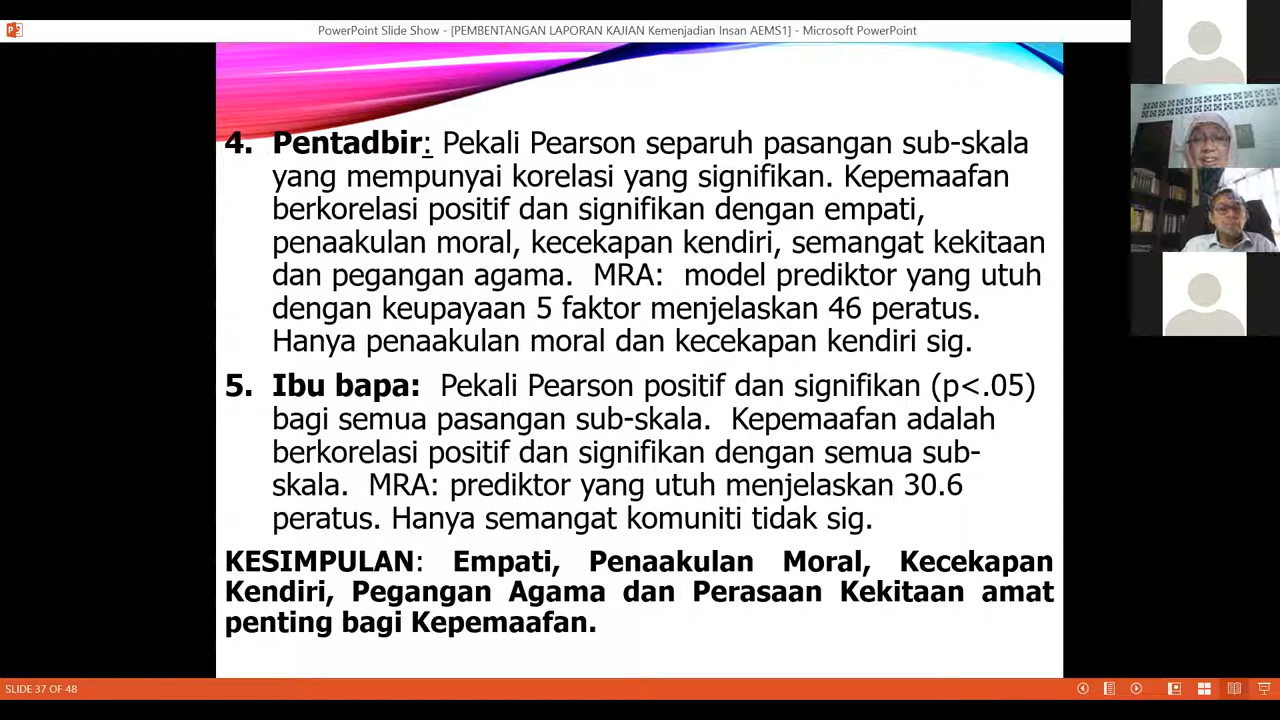 PowerPoint Slide Show - [PEMBENTANGAN LAPORAN KAJIAN Kemenjadian Insan AEMS1] - Microsoft PowerPoint
4. Pentadbir: Pekali Pearson separuh pasangan sub-skala
yang mempunyai korelasi yang signifikan. Kepemaafan
berkorelasi positif dan signifikan dengan empati,
penaakulan moral, kecekapan kendiri, semangat kekitaan
dan pegangan agama. MRA: model prediktor yang utuh
dengan keupayaan 5 faktor menjelaskan 46 peratus.
Hanya penaakulan moral dan kecekapan kendiri sig.
5. Ibu bapa: Pekali Pearson positif dan signifikan (p<.05)
bagi semua pasangan sub-skala. Kepemaafan adalah
berkorelasi positif dan signifikan dengan semua sub-
skala. MRA: prediktor yang utuh menjelaskan 30.6
peratus. Hanya semangat komuniti tidak sig.
KESIMPULAN: Empati, Penaakulan Moral, Kecekapan
Kendiri, Pegangan Agama dan Perasaan Kekitaan amat
penting bagi Kepemaafan.
SLIDE 37 OF 48